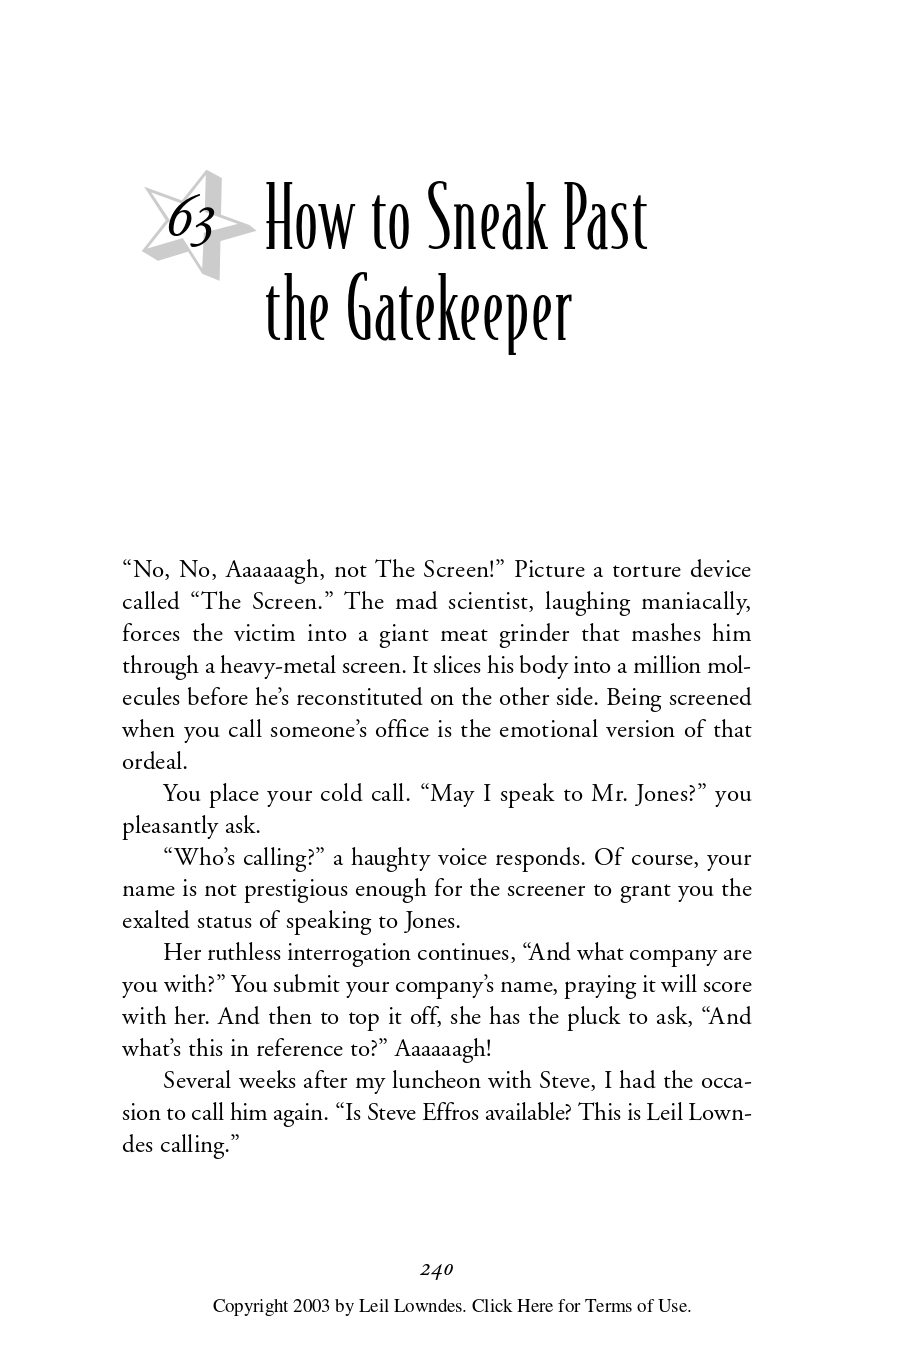 63 How to Sneak Past
the Gatekeeper
“No, No, Aaaaaagh, not The Screen!” Picture a torture device
called “The Screen.” The mad scientist, laughing maniacally,
forces the victim into a giant meat grinder that mashes him
through a heavy-metal screen. It slices his body into a million mol-
ecules before he’s reconstituted on the other side. Being screened
when you call someone’s office is the emotional version of that
ordeal.
You place your cold call. “May I speak to Mr. Jones?” you
pleasantly ask.
“Who’s calling?” a haughty voice responds. Of course, your
name is not prestigious enough for the screener to grant you the
exalted status of speaking to Jones.
Her ruthless interrogation continues, “And what company are
you with?” You submit your company’s name, praying it will score
with her. And then to top it off, she has the pluck to ask, “And
what’s this in reference to?” Aaaaaagh!
Several weeks after my luncheon with Steve, I had the occa-
sion to call him again. “Is Steve Effros available? This is Leil Lown-
des calling.”
240
Copyright 2003 by Leil Lowndes. Click Here for Terms of Use.